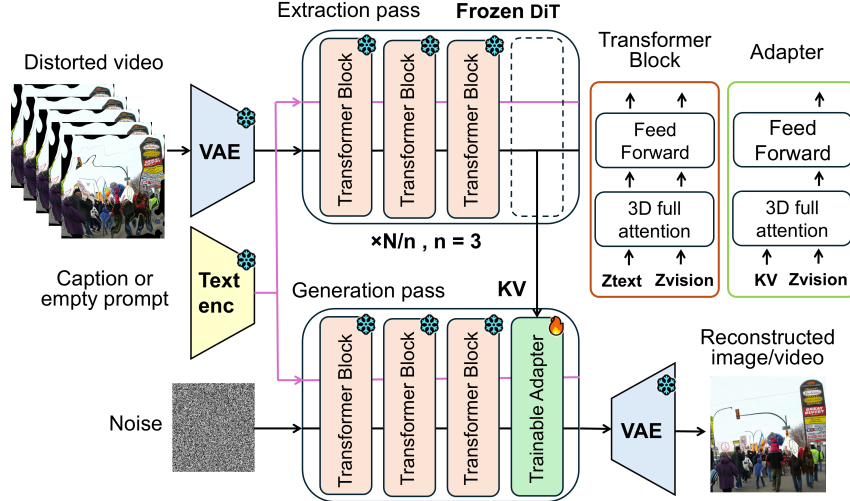 Extraction pass
Frozen DiT
Distorted video
VAE
Transformer Block
Transformer Block
Transformer Block
×N/n , n = 3
Transformer
Block
Feed
Forward
3D full
attention
Ztext Zvision
Adapter
Feed
Forward
3D full
attention
KV Zvision
Caption or
empty prompt
Text
enc
Generation pass
KV
Noise
Transformer Block
Transformer Block
Transformer Block
Trainable Adapter
VAE
Reconstructed
image/video